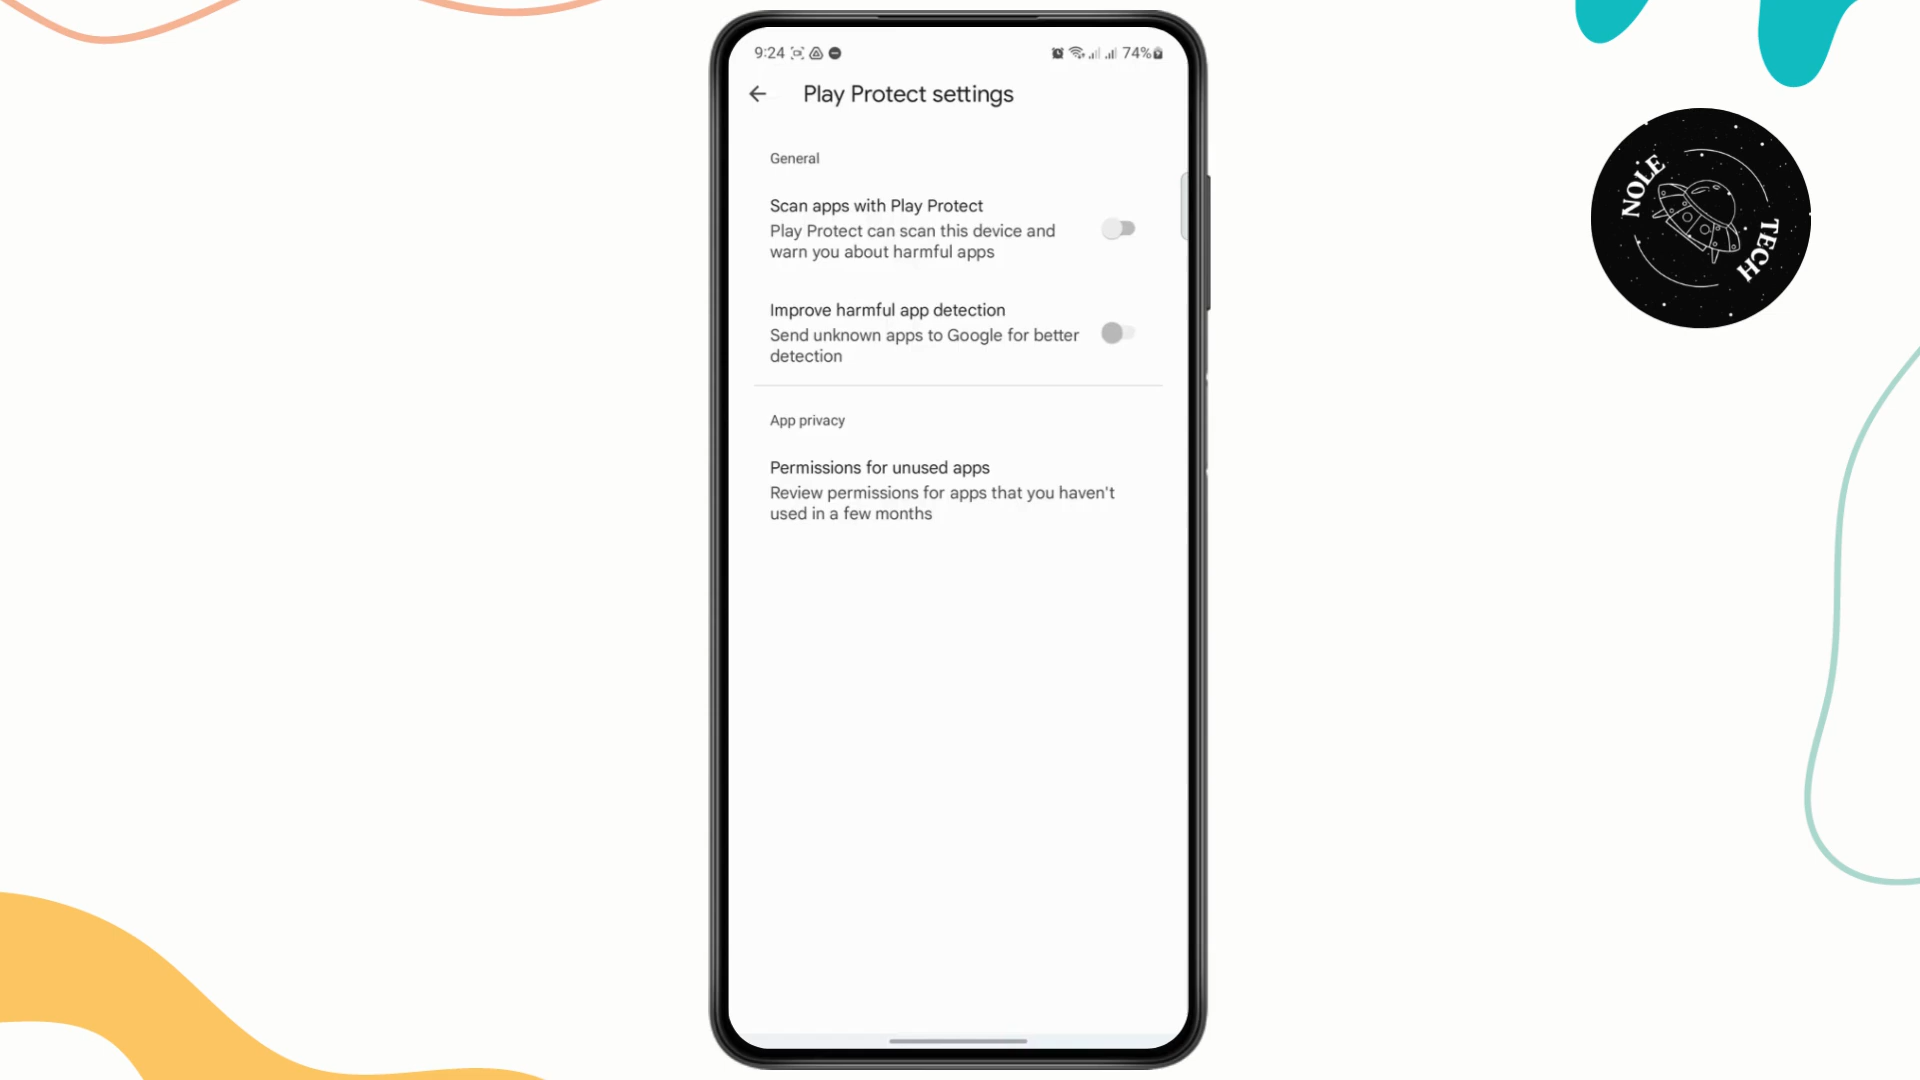 9:24
74%
Play Protect settings
General
Scan apps with Play Protect
Play Protect can scan this device and
warn you about harmful apps
Improve harmful app detection
Send unknown apps to Google for better
detection
App privacy
Permissions for unused apps
Review permissions for apps that you haven't
used in a few months
NOLE
TECH